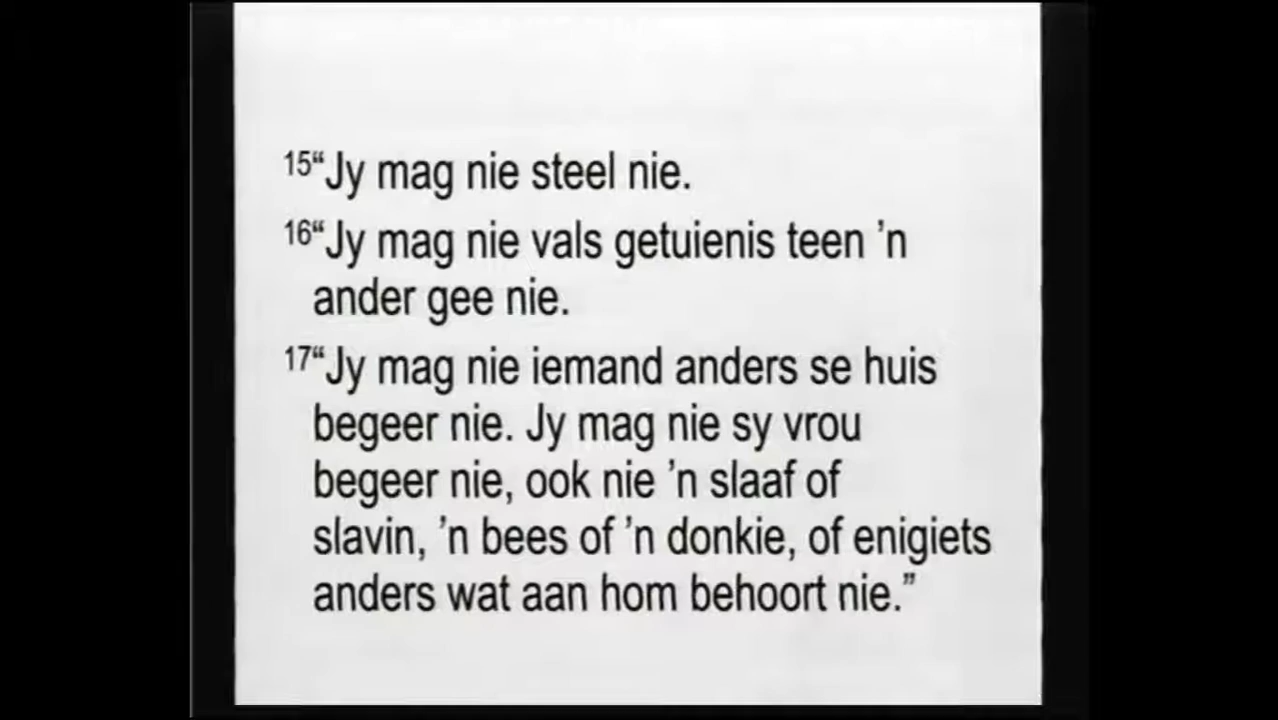 15“Jy mag nie steel nie.
16“Jy mag nie vals getuienis teen ’n
ander gee nie.
17“Jy mag nie iemand anders se huis
begeer nie. Jy mag nie sy vrou
begeer nie, ook nie ’n slaaf of
slavin, ’n bees of ’n donkie, of enigiets
anders wat aan hom behoort nie.”